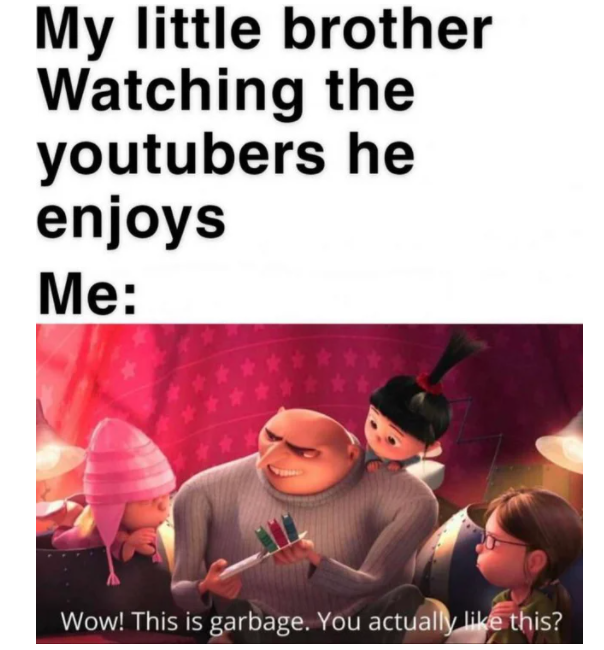 My little brother
Watching the
youtubers he
enjoys
Me:
Wow! This is garbage. You actually like this?